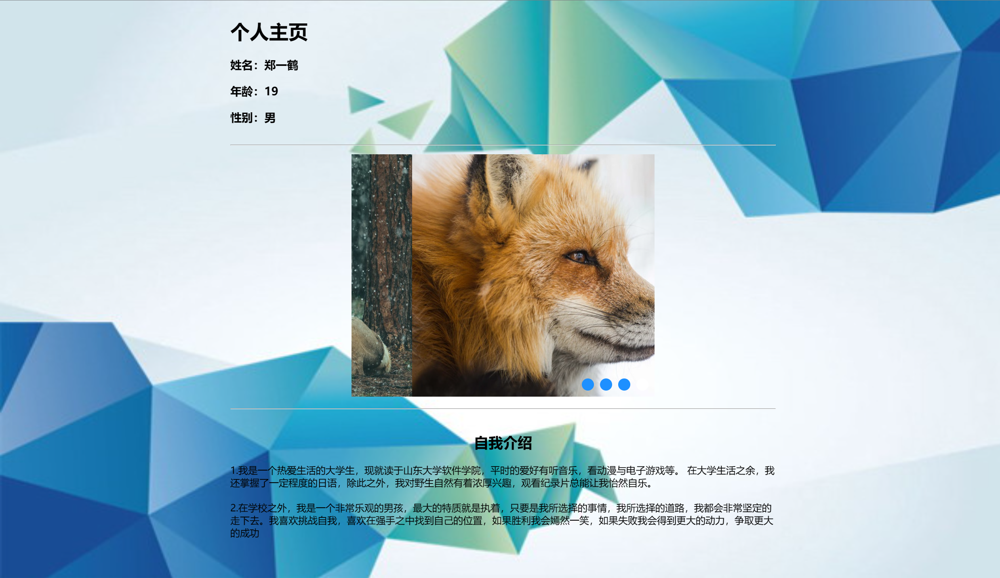 个人主页
姓名：郑一鹤
年龄：19
性别：男
自我介绍
1.我是一个热爱生活的大学生，现就读于山东大学软件学院，平时的爱好有听音乐，看动漫与电子游戏等。 在大学生活之余，我
还掌握了一定程度的日语，除此之外，我对野生自然有着浓厚兴趣，观看纪录片总能让我怡然自乐。
2.在学校之外，我是一个非常乐观的男孩，最大的特质就是执着，只要是我所选择的事情，我所选择的道路，我都会非常坚定的
走下去。我喜欢挑战自我，喜欢在强手之中找到自己的位置，如果胜利我会嫣然一笑，如果失败我会得到更大的动力，争取更大
的成功